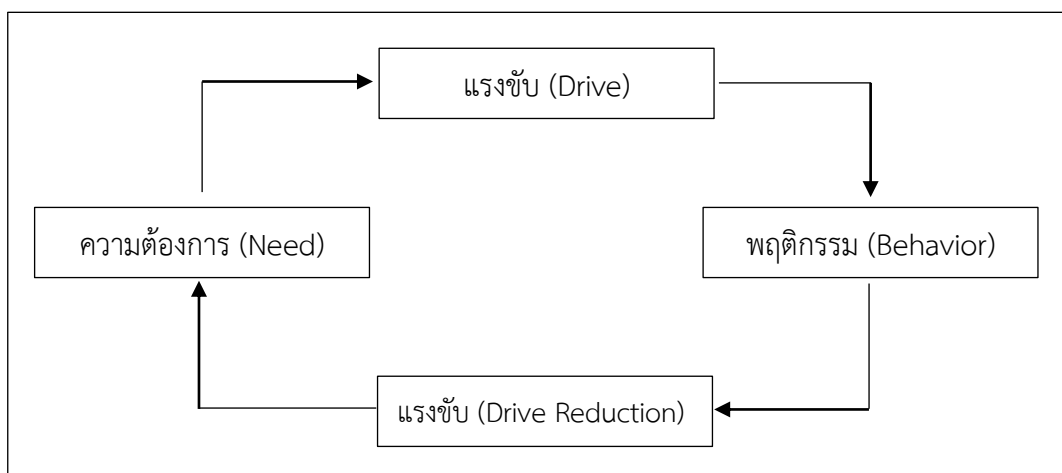 แรงขับ (Drive)
ความต้องการ (Need)
พฤติกรรม (Behavior)
แรงขับ (Drive Reduction)